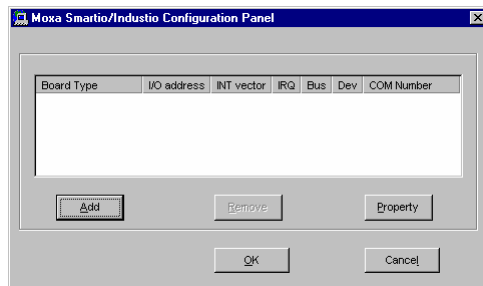 Moxa Smartio/Industio Configuration Panel
Board Type I/O address INT vector IRQ Bus Dev COM Number
Add Remove Property
OK Cancel